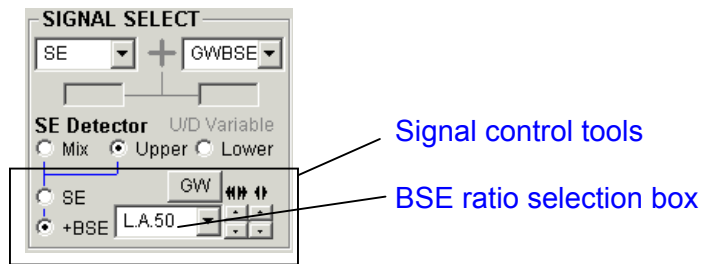 SIGNAL SELECT
SE GWBSE
SE Detector U/D Variable
Mix Upper Lower
Signal control tools
SE GW
+BSE L.A.50
BSE ratio selection box